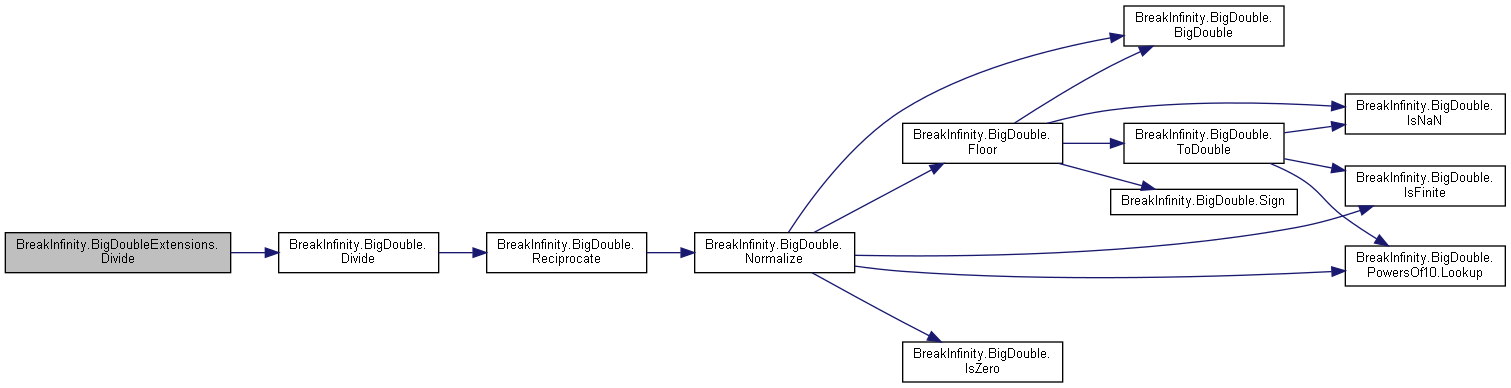 BreakInfinity.BigDoubleExtensions.
Divide
BreakInfinity.BigDouble.
Divide
BreakInfinity.BigDouble.
Reciprocate
BreakInfinity.BigDouble.
Normalize
BreakInfinity.BigDouble.
BigDouble
BreakInfinity.BigDouble.
Floor
BreakInfinity.BigDouble.
IsNaN
BreakInfinity.BigDouble.
ToDouble
BreakInfinity.BigDouble.
IsFinite
BreakInfinity.BigDouble.Sign
BreakInfinity.BigDouble.
PowersOf10.Lookup
BreakInfinity.BigDouble.
IsZero